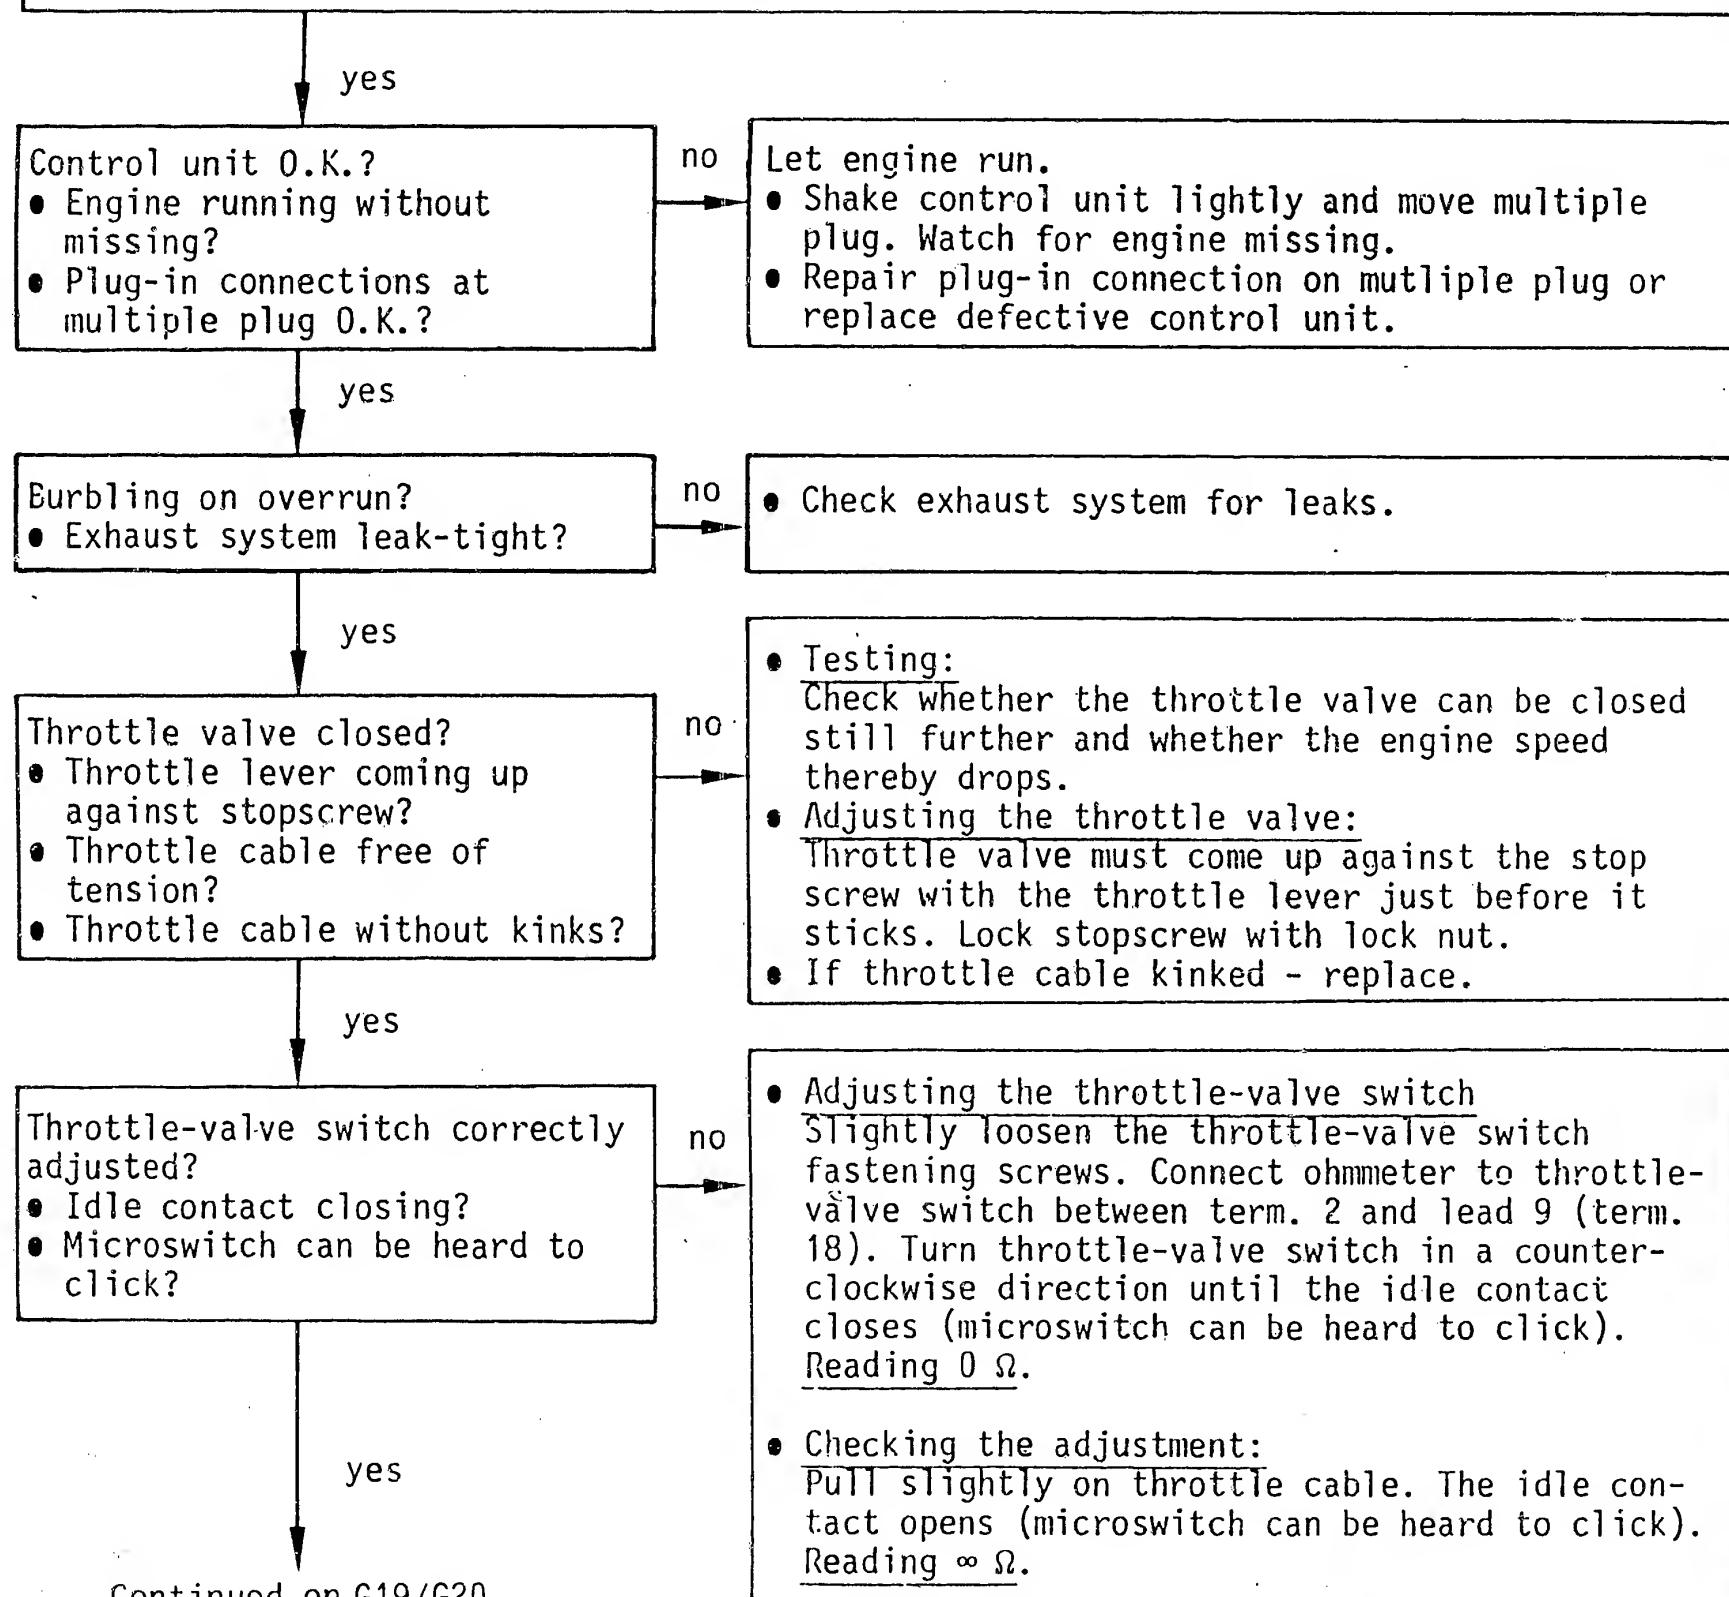 yes
Control unit O.K.?
● Engine running without
missing?
● Plug-in connections at
multiple plug O.K.?
no
Let engine run.
● Shake control unit lightly and move multiple
plug. Watch for engine missing.
● Repair plug-in connection on mutliple plug or
replace defective control unit.
yes
Burbling on overrun?
● Exhaust system leak-tight?
no
● Check exhaust system for leaks.
yes
Throttle valve closed?
● Throttle lever coming up
against stopscrew?
● Throttle cable free of
tension?
● Throttle cable without kinks?
no
● Testing:
Check whether the throttle valve can be closed
still further and whether the engine speed
thereby drops.
● Adjusting the throttle valve:
Throttle valve must come up against the stop
screw with the throttle lever just before it
sticks. Lock stopscrew with lock nut.
● If throttle cable kinked - replace.
yes
Throttle-valve switch correctly
adjusted?
● Idle contact closing?
● Microswitch can be heard to
click?
no
● Adjusting the throttle-valve switch
Slightly loosen the throttle-valve switch
fastening screws. Connect ohmmeter to throttle-
valve switch between term. 2 and lead 9 (term.
18). Turn throttle-valve switch in a counter-
clockwise direction until the idle contact
closes (microswitch can be heard to click).
Reading 0 Ω.
● Checking the adjustment:
Pull slightly on throttle cable. The idle con-
tact opens (microswitch can be heard to click).
Reading ∞ Ω.
yes
Continued on G19/G20